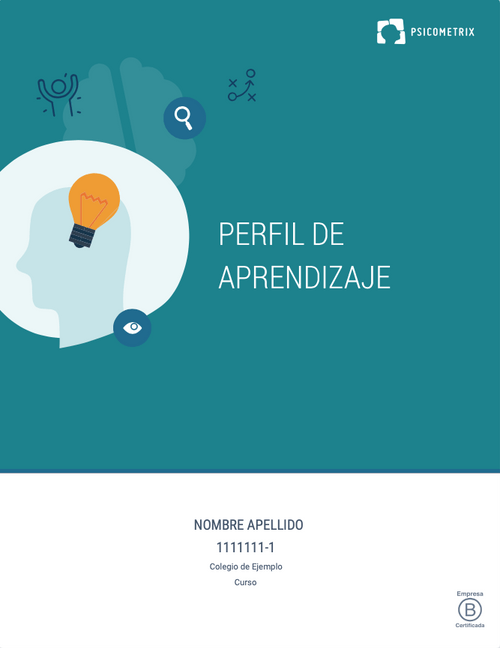 PSICOMETRIX
PERFIL DE
APRENDIZAJE
NOMBRE APELLIDO
1111111-1
Colegio de Ejemplo
Curso
Empresa
B
Certificada